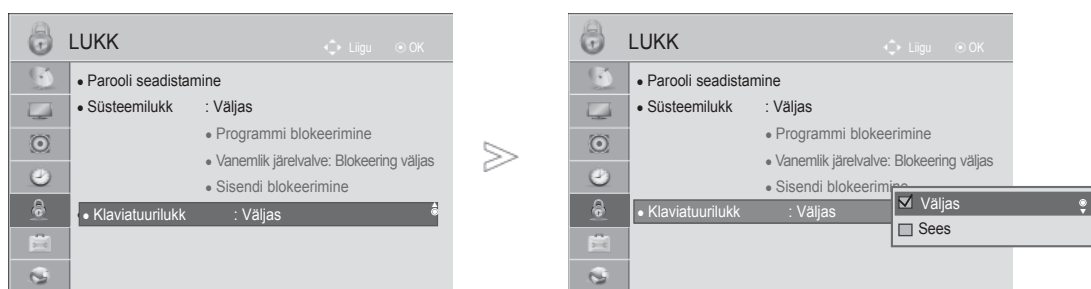 LUKK
Liigu OK
• Parooli seadistamine
• Süsteemilukk : Väljas
• Programmi blokeerimine
• Vanemlik järelvalve: Blokeering väljas
• Sisendi blokeerimine
• Klaviatuurilukk : Väljas
LUKK
Liigu OK
• Parooli seadistamine
• Süsteemilukk : Väljas
• Programmi blokeerimine
• Vanemlik järelvalve: Blokeering väljas
• Sisendi blokeerimine
• Klaviatuurilukk : Väljas
Väljas
Sees